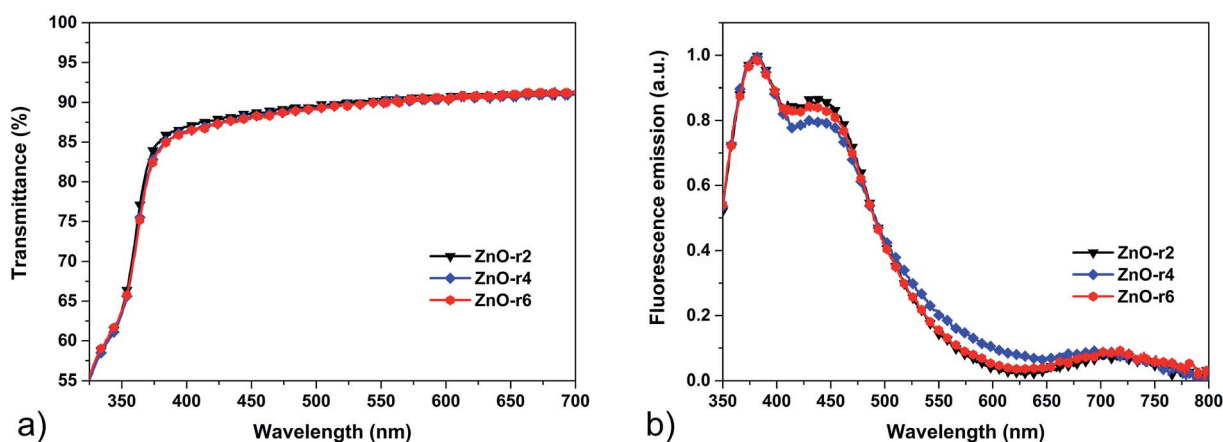 100
95
90
85
80
75
70
65
60
55
Transmittance (%)
350 400 450 500 550 600 650 700
Wavelength (nm)
ZnO-r2
ZnO-r4
ZnO-r6
a)
1.0
0.8
0.6
0.4
0.2
0.0
Fluorescence emission (a.u.)
350 400 450 500 550 600 650 700 750 800
Wavelength (nm)
ZnO-r2
ZnO-r4
ZnO-r6
b)